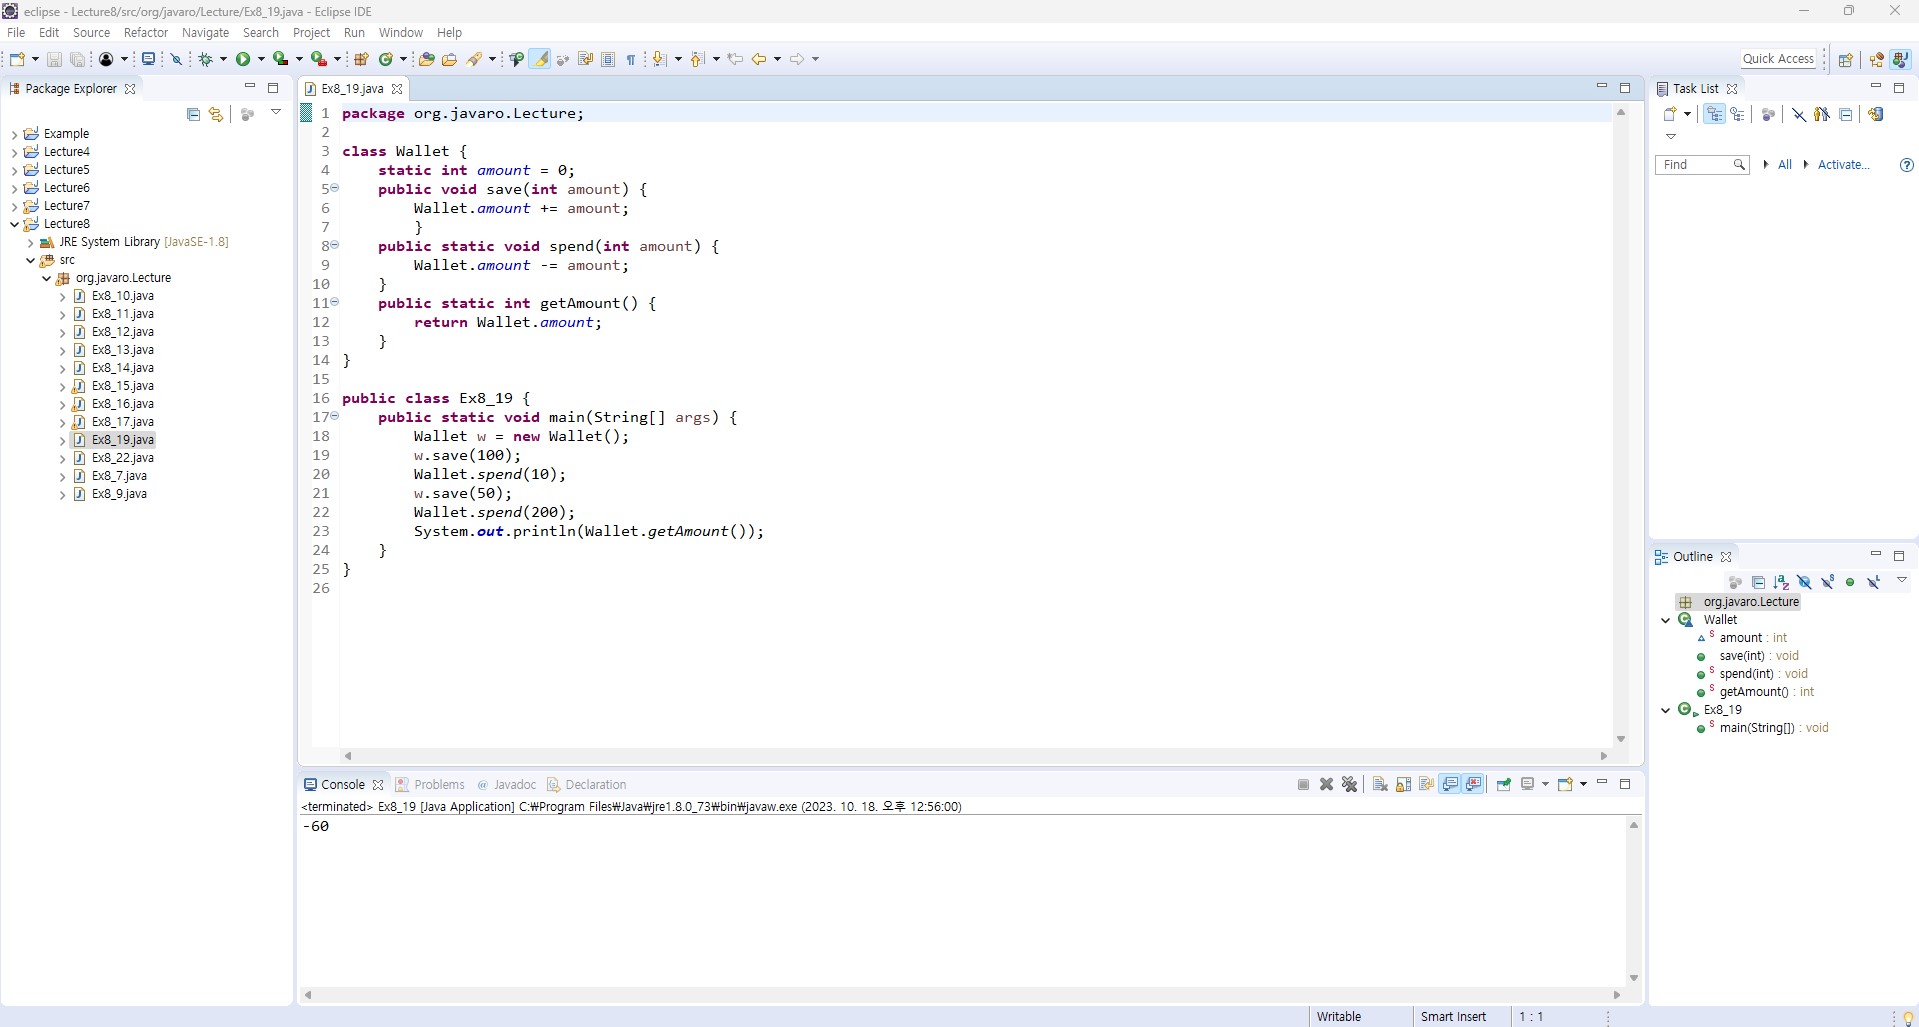 eclipse - Lecture8/src/org/javaro/Lecture/Ex8_19.java - Eclipse IDE
File Edit Source Refactor Navigate Search Project Run Window Help
Quick Access
Package Explorer
Example
Lecture4
Lecture5
Lecture6
Lecture7
Lecture8
JRE System Library [JavaSE-1.8]
src
org.javaro.Lecture
Ex8_10.java
Ex8_11.java
Ex8_12.java
Ex8_13.java
Ex8_14.java
Ex8_15.java
Ex8_16.java
Ex8_17.java
Ex8_19.java
Ex8_22.java
Ex8_7.java
Ex8_9.java
Ex8_19.java
1 package org.javaro.Lecture;
2
3 class Wallet {
4     static int amount = 0;
5     public void save(int amount) {
6         Wallet.amount += amount;
7         }
8     public static void spend(int amount) {
9         Wallet.amount -= amount;
10     }
11     public static int getAmount() {
12         return Wallet.amount;
13     }
14 }
15
16 public class Ex8_19 {
17     public static void main(String[] args) {
18         Wallet w = new Wallet();
19         w.save(100);
20         Wallet.spend(10);
21         w.save(50);
22         Wallet.spend(200);
23         System.out.println(Wallet.getAmount());
24     }
25 }
26
Console Problems @ Javadoc Declaration
<terminated> Ex8_19 [Java Application] C:₩Program Files₩Java₩jre1.8.0_73₩bin₩javaw.exe (2023. 10. 18. 오후 12:56:00)
-60
Task List
Find All Activate...
Outline
org.javaro.Lecture
Wallet
amount : int
save(int) : void
spend(int) : void
getAmount() : int
Ex8_19
main(String[]) : void
Writable Smart Insert 1 : 1